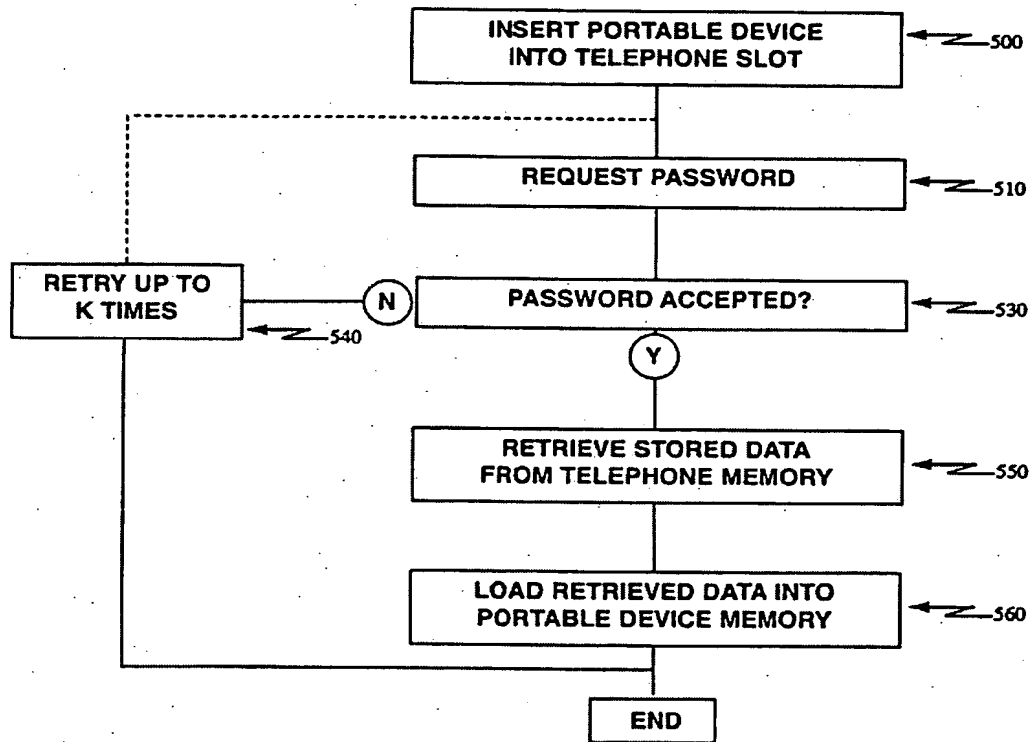 INSERT PORTABLE DEVICE
INTO TELEPHONE SLOT
500
REQUEST PASSWORD
510
RETRY UP TO
K TIMES
540
N
PASSWORD ACCEPTED?
530
Y
RETRIEVE STORED DATA
FROM TELEPHONE MEMORY
550
LOAD RETRIEVED DATA INTO
PORTABLE DEVICE MEMORY
560
END